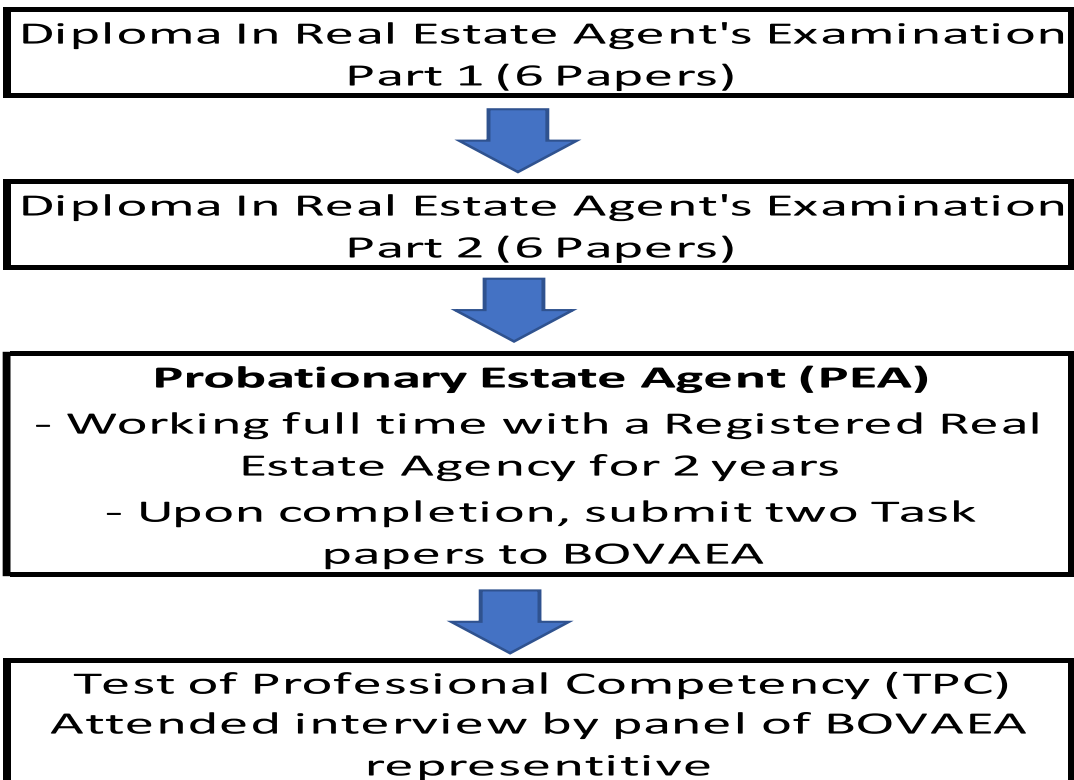 Diploma In Real Estate Agent's Examination
Part 1 (6 Papers)
Diploma In Real Estate Agent's Examination
Part 2 (6 Papers)
Probationary Estate Agent (PEA)
- Working full time with a Registered Real
Estate Agency for 2 years
- Upon completion, submit two Task
papers to BOVAEA
Test of Professional Competency (TPC)
Attended interview by panel of BOVAEA
representitive